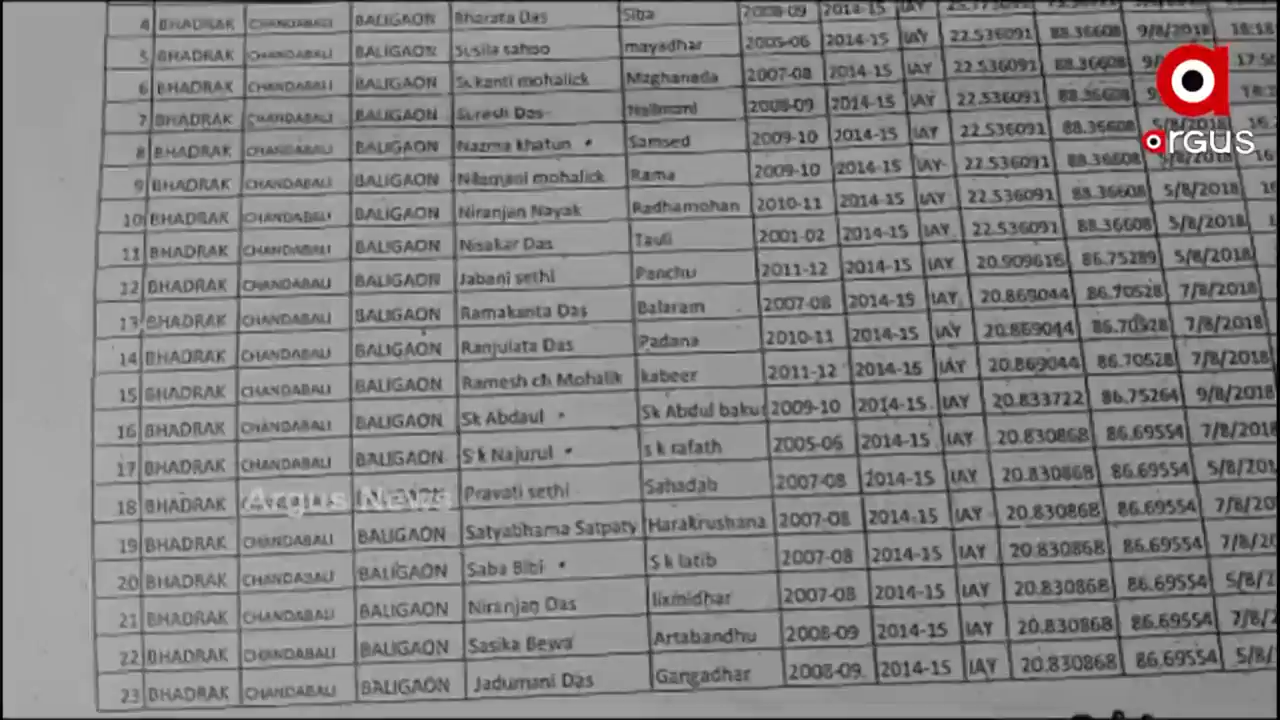 4 BHADRAK CHANDABALI BALIGAON Bharata Das Siba 2008-09 2014-15 IAY
5 BHADRAK CHANDABALI BALIGAON Susila sahoo mayadhar 2005-06 2014-15 IAY 22.536091 88.36608 9/8/2018 18:18
6 BHADRAK CHANDABALI BALIGAON Sukanti mohalick Maghanada 2007-08 2014-15 IAY 22.536091 88.36608 9/
7 BHADRAK CHANDABALI BALIGAON Suresh Das Nalimani 2008-09 2014-15 IAY 22.536091 88.36608
8 BHADRAK CHANDABALI BALIGAON Nazma khatun Samsed 2009-10 2014-15 IAY 22.536091 88.36608 5/8/2018
9 BHADRAK CHANDABALI BALIGAON Nilamani mohalick Rama 2009-10 2014-15 IAY 22.536091 88.36608 5/8/2018
10 BHADRAK CHANDABALI BALIGAON Niranjan Nayak Radhamohan 2010-11 2014-15 IAY 22.536091 88.36608 5/8/2018
11 BHADRAK CHANDABALI BALIGAON Nisakar Das Tauli 2001-02 2014-15 IAY 22.536091 88.36608 5/8/2018
12 BHADRAK CHANDABALI BALIGAON Jabani sethi Panchu 2011-12 2014-15 IAY 20.909616 86.75289 5/8/2018
13 BHADRAK CHANDABALI BALIGAON Ramakanta Das Balaram 2007-08 2014-15 IAY 20.869044 86.70528 7/8/2018
14 BHADRAK CHANDABALI BALIGAON Ranjulata Das Padana 2010-11 2014-15 IAY 20.869044 86.70528 7/8/2018
15 BHADRAK CHANDABALI BALIGAON Ramesh ch Mohalik kabeer 2011-12 2014-15 IAY 20.869044 86.70528 7/8/2018
16 BHADRAK CHANDABALI BALIGAON Sk Abdaul Sk Abdul baku 2009-10 2014-15 IAY 20.833722 86.75264 9/8/2018
17 BHADRAK CHANDABALI BALIGAON S k Najurul s k rafath 2005-06 2014-15 IAY 20.830868 86.69554 7/8/201
18 BHADRAK CHANDABALI BALIGAON Pravati sethi Sahadab 2007-08 2014-15 IAY 20.830868 86.69554 5/8/201
19 BHADRAK CHANDABALI BALIGAON Satyabhama Satpaty Harakrushana 2007-08 2014-15 IAY 20.830868 86.69554 7/8/20
20 BHADRAK CHANDABALI BALIGAON Saba Bibi S k latib 2007-08 2014-15 IAY 20.830868 86.69554 7/8/20
21 BHADRAK CHANDABALI BALIGAON Niranjan Das lixmidhar 2007-08 2014-15 IAY 20.830868 86.69554 5/8/2
22 BHADRAK CHANDABALI BALIGAON Sasika Bewa Artabandhu 2008-09 2014-15 IAY 20.830868 86.69554 7/8/2
23 BHADRAK CHANDABALI BALIGAON Jadumani Das Gangadhar 2008-09 2014-15 IAY 20.830868 86.69554 5/8/
argus
Argus News